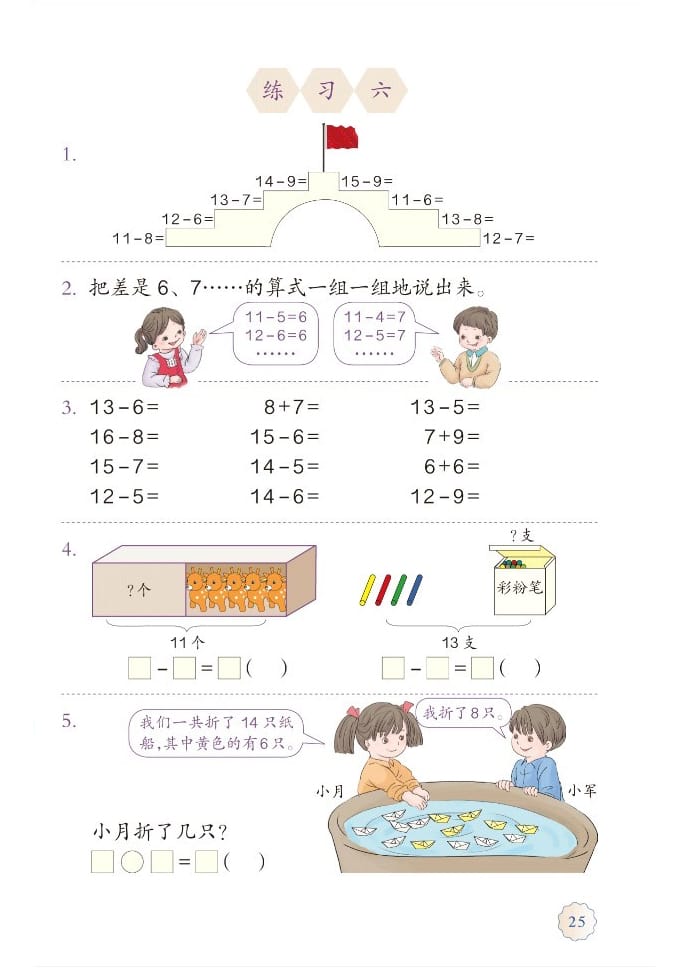 练 习 六
1.
14-9= 15-9=
13-7= 11-6=
12-6= 13-8=
11-8= 12-7=
2. 把差是 6、7……的算式一组一组地说出来。
11-5=6 11-4=7
12-6=6 12-5=7
…… ……
3. 13-6= 8+7= 13-5=
16-8= 15-6= 7+9=
15-7= 14-5= 6+6=
12-5= 14-6= 12-9=
4.
?支
?个 彩粉笔
11个 13支
□-□=□( ) □-□=□( )
5. 我们一共折了 14 只纸
船,其中黄色的有6只。
我折了8只。
小月 小军
小月折了几只?
□○□=□( )
25